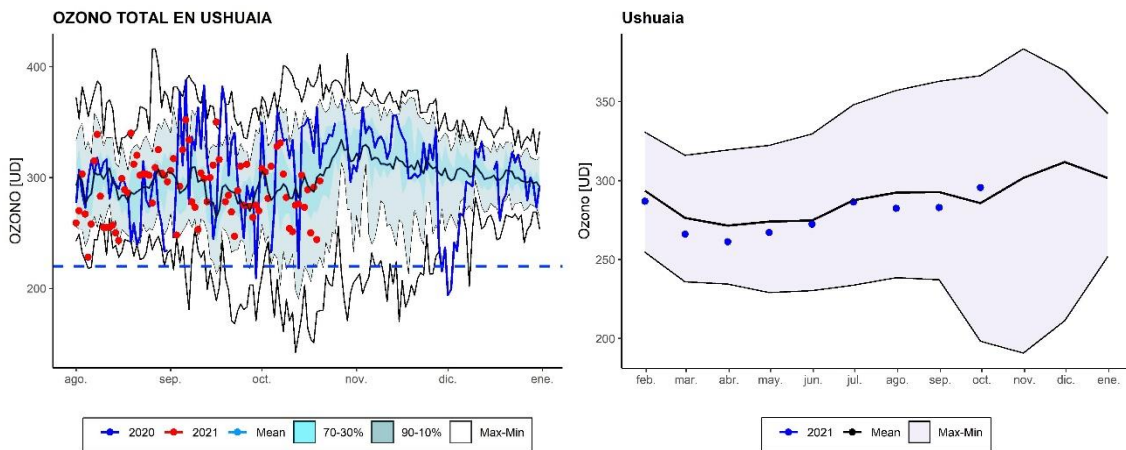 OZONO TOTAL EN USHUAIA
OZONO [UD]
400
300
200
ago.
sep.
oct.
nov.
dic.
ene.
2020
2021
Mean
70-30%
90-10%
Max-Min
Ushuaia
Ozono [UD]
350
300
250
200
feb.
mar.
abr.
may.
jun.
jul.
ago.
sep.
oct.
nov.
dic.
ene.
2021
Mean
Max-Min